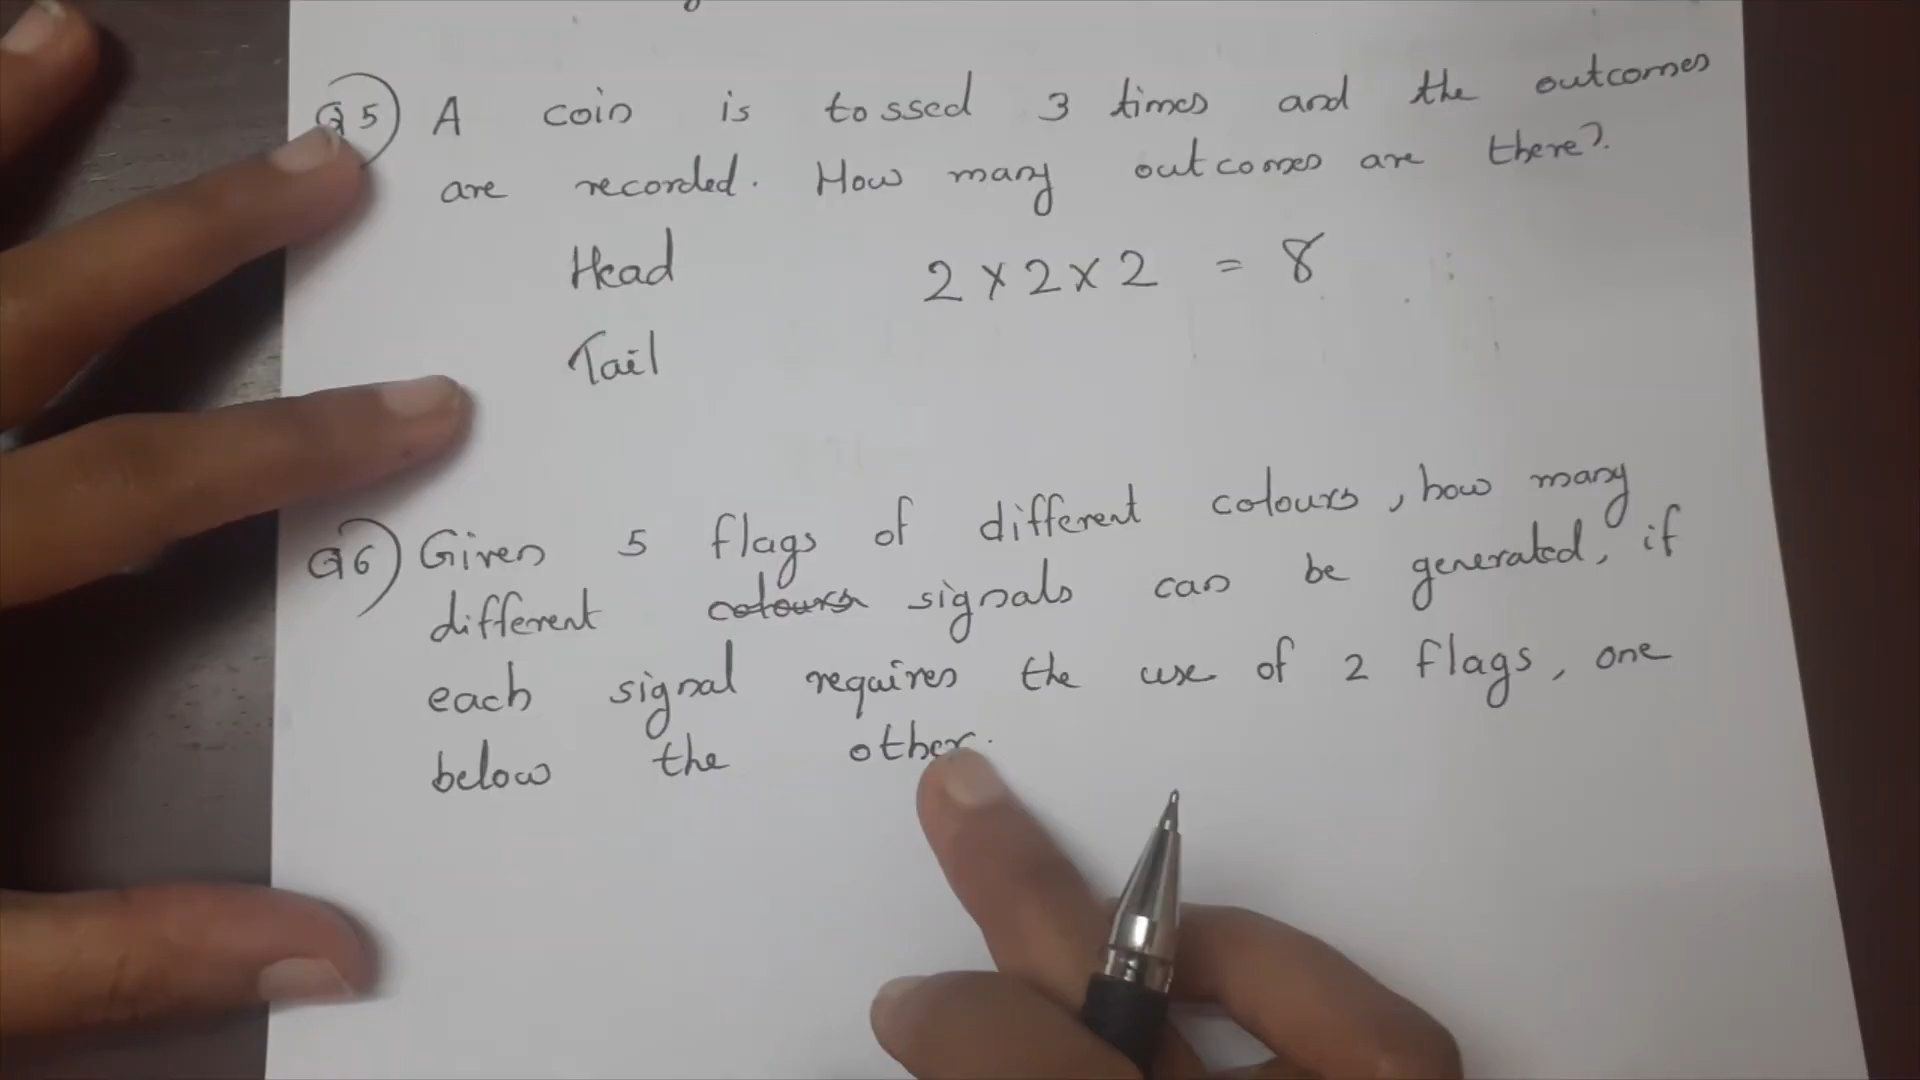 Q5) A coin is tossed 3 times and the outcomes
are recorded. How many outcomes are there?
Head 2 × 2 × 2 = 8
Tail
Q6) Given 5 flags of different colours, how many
different colours signals can be generated, if
each signal requires the use of 2 flags, one
below the other.